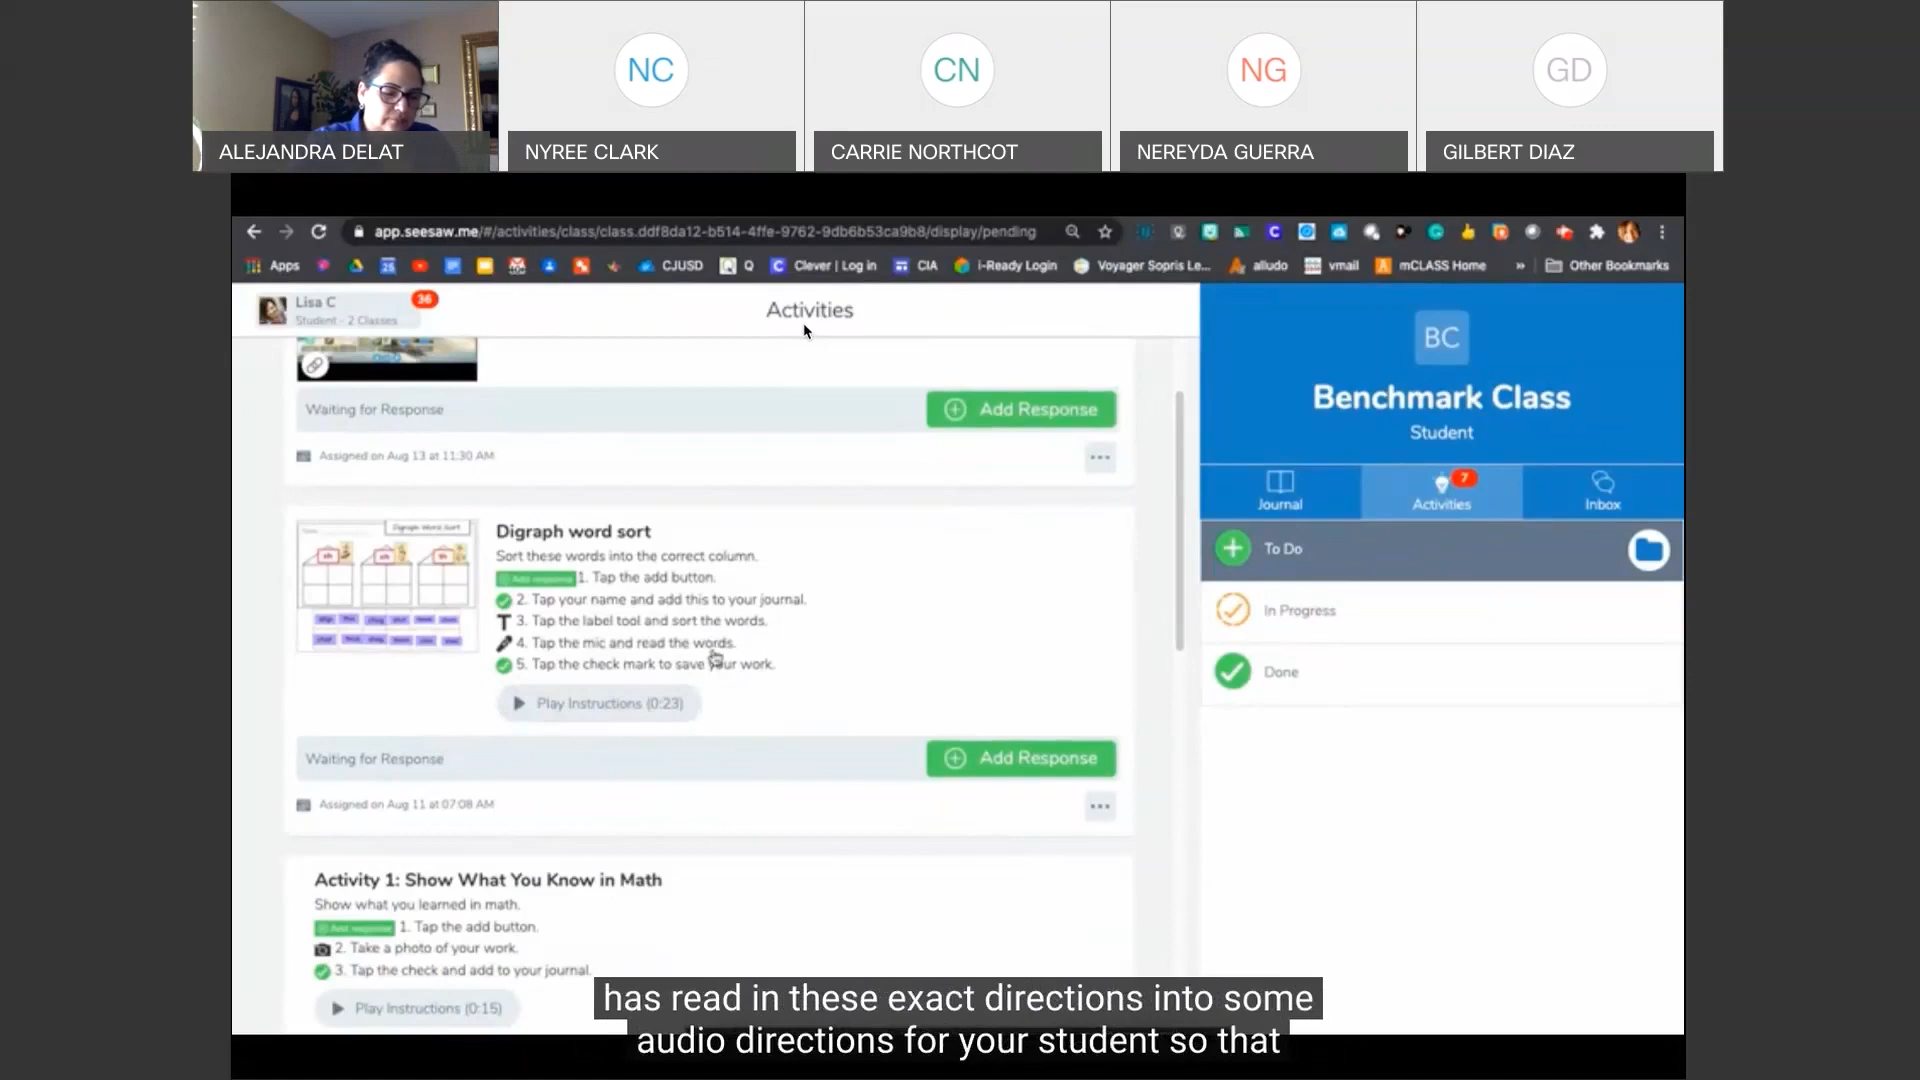 NC
CN
NG
GD
ALEJANDRA DELAT
NYREE CLARK
CARRIE NORTHCOT
NEREYDA GUERRA
GILBERT DIAZ
app.seesaw.me/#/activities/class/class.ddf8da12-b514-4ffe-9762-9db6b53ca9b8/display/pending
Apps
CJUSD
Q
Clever | Log in
CIA
i-Ready Login
Voyager Sopris Le...
alludo
vmail
mCLASS Home
»
Other Bookmarks
Lisa C
Student - 2 Classes
36
Activities
Waiting for Response
Add Response
Assigned on Aug 13 at 11:30 AM
Digraph Word Sort
Digraph word sort
Sort these words into the correct column.
Add response 1. Tap the add button.
2. Tap your name and add this to your journal.
3. Tap the label tool and sort the words.
4. Tap the mic and read the words.
5. Tap the check mark to save your work.
Play Instructions (0:23)
Waiting for Response
Add Response
Assigned on Aug 11 at 07:08 AM
Activity 1: Show What You Know in Math
Show what you learned in math.
Add response 1. Tap the add button.
2. Take a photo of your work.
3. Tap the check and add to your journal.
Play Instructions (0:15)
BC
Benchmark Class
Student
Journal
7
Activities
Inbox
To Do
In Progress
Done
has read in these exact directions into some
audio directions for your student so that